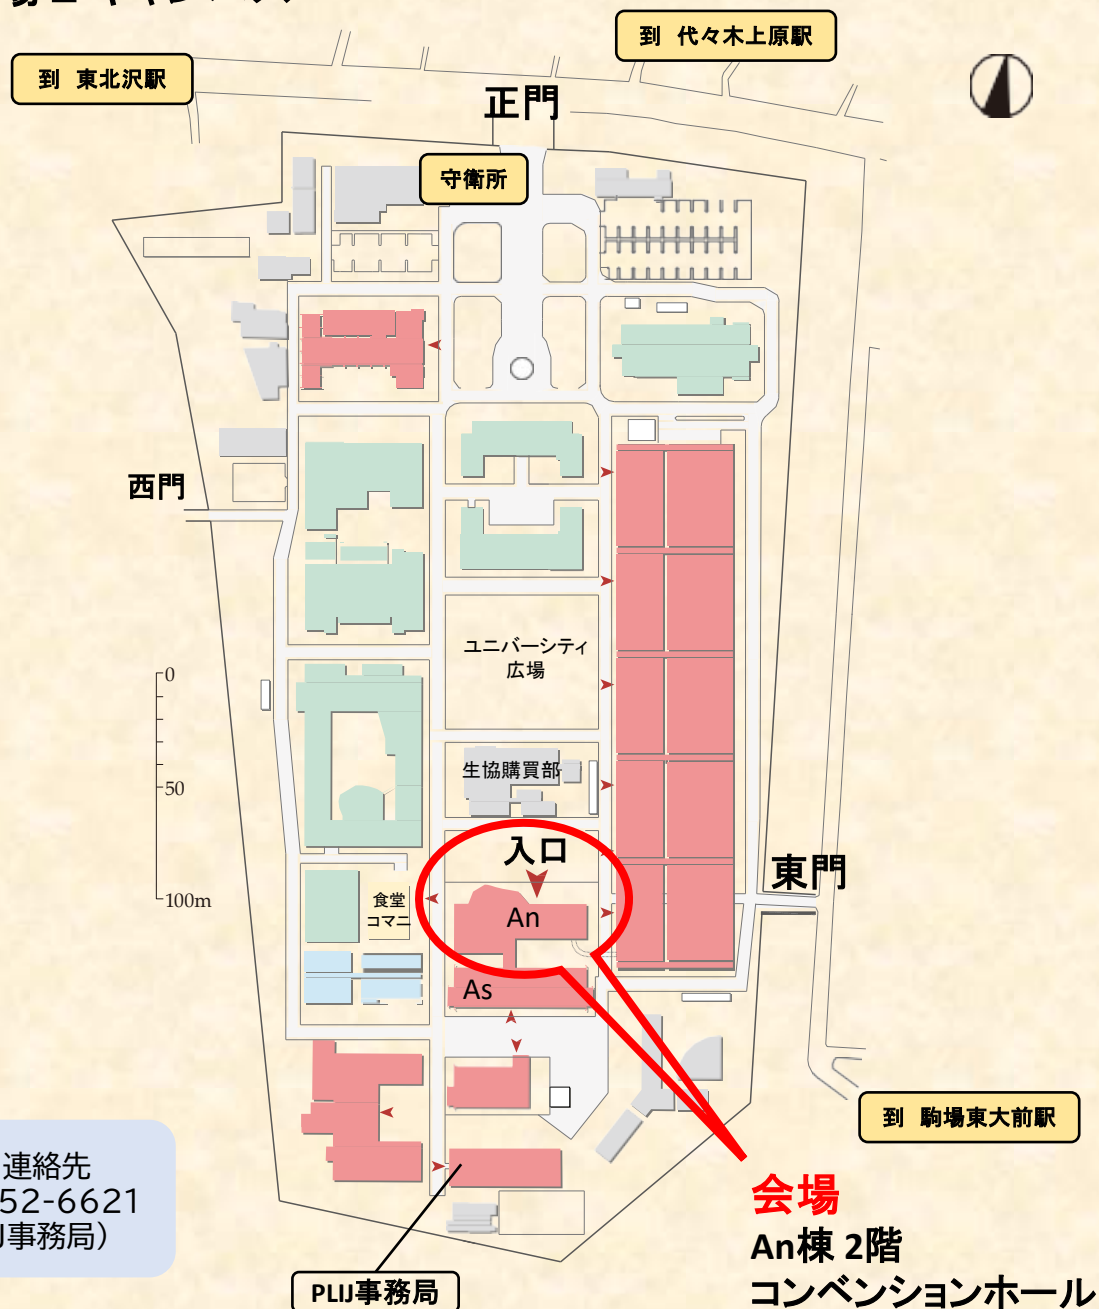 到 代々木上原駅
到 東北沢駅
正門
守衛所
西門
ユニバーシティ
広場
0
50
100m
生協購買部
入口
東門
食堂
コマニ
An
As
到 駒場東大前駅
連絡先
52-6621
事務局）
会場
An棟 2階
コンベンションホール
PLIJ事務局